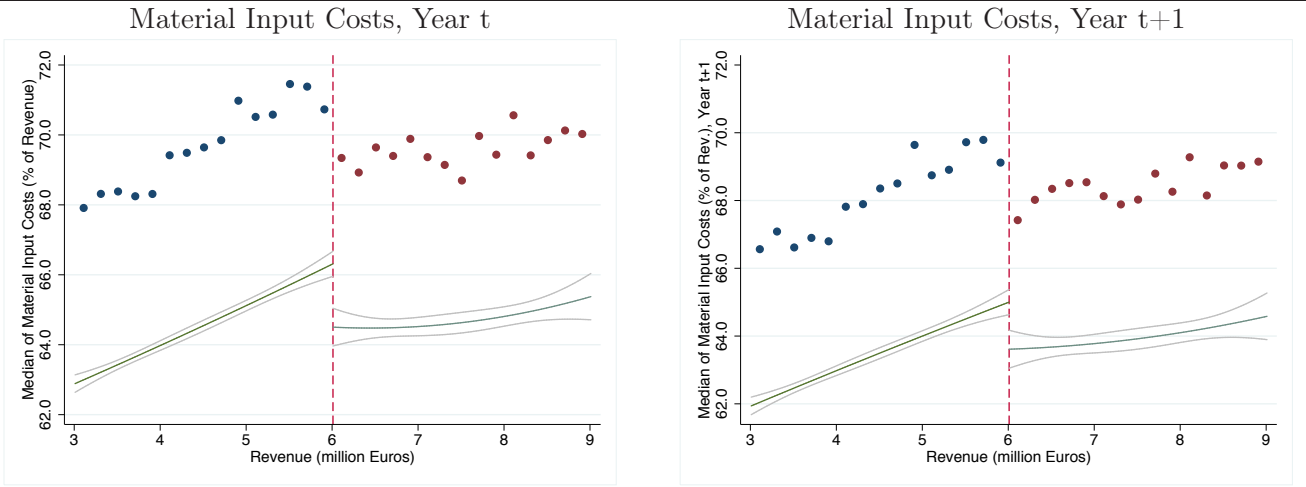 Material Input Costs, Year t
Median of Material Input Costs (% of Revenue)
72.0
70.0
68.0
66.0
64.0
62.0
3 4 5 6 7 8 9
Revenue (million Euros)
Material Input Costs, Year t+1
Median of Material Input Costs (% of Rev.), Year t+1
72.0
70.0
68.0
66.0
64.0
62.0
3 4 5 6 7 8 9
Revenue (million Euros)